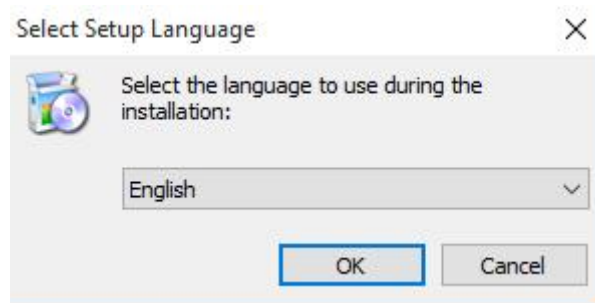 Select Setup Language
Select the language to use during the
installation:
English
OK
Cancel